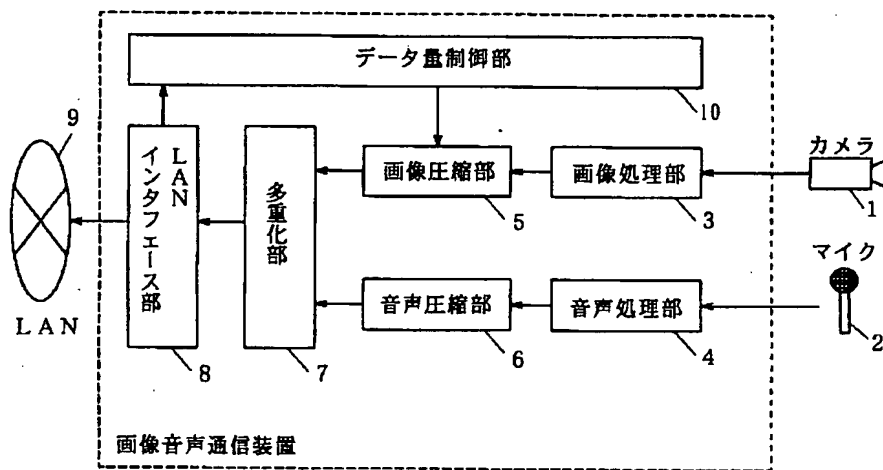 データ量制御部
10
9
LAN
インタフェース部
8
多重化部
7
画像圧縮部
5
画像処理部
3
カメラ
1
音声圧縮部
6
音声処理部
4
マイク
2
LAN
画像音声通信装置